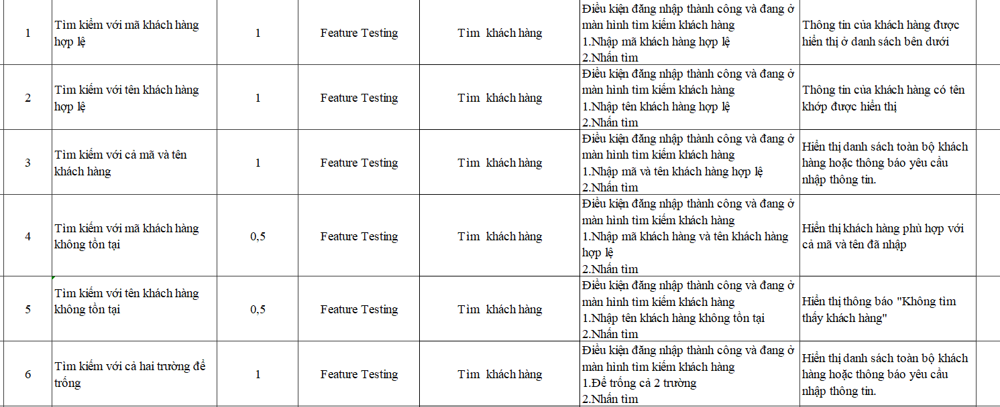 1
Tìm kiểm với mã khách hàng
hợp lệ
1
Feature Testing
Tìm khách hàng
Điều kiện đăng nhập thành công và đang ở
màn hình tìm kiếm khách hàng
1.Nhập mã khách hàng hợp lệ
2.Nhấn tìm
Thông tin của khách hàng được
hiển thị ở danh sách bên dưới
2
Tìm kiếm với tên khách hàng
hợp lệ
1
Feature Testing
Tìm khách hàng
Điều kiện đăng nhập thành công và đang ở
màn hình tìm kiếm khách hàng
1.Nhập tên khách hàng hợp lệ
2.Nhấn tìm
Thông tin của khách hàng có tên
khớp được hiển thị
3
Tìm kiếm với cả mã và tên
khách hàng
1
Feature Testing
Tìm khách hàng
Điều kiện đăng nhập thành công và đang ở
màn hình tìm kiếm khách hàng
1.Nhập mã và tên khách hàng hợp lệ
2.Nhấn tìm
Hiển thị danh sách toàn bộ khách
hàng hoặc thông báo yêu cầu
nhập thông tin.
4
Tìm kiếm với mã khách hàng
không tồn tại
0,5
Feature Testing
Tìm khách hàng
Điều kiện đăng nhập thành công và đang ở
màn hình tìm kiếm khách hàng
1.Nhập mã khách hàng và tên khách hàng
hợp lệ
2.Nhấn tìm
Hiển thị khách hàng phù hợp với
cả mã và tên đã nhập
5
Tìm kiếm với tên khách hàng
không tồn tại
0,5
Feature Testing
Tìm khách hàng
Điều kiện đăng nhập thành công và đang ở
màn hình tìm kiếm khách hàng
1.Nhập tên khách hàng không tồn tại
2.Nhấn tìm
Hiển thị thông báo "Không tìm
thấy khách hàng"
6
Tìm kiếm với cả hai trường để
trống
1
Feature Testing
Tìm khách hàng
Điều kiện đăng nhập thành công và đang ở
màn hình tìm kiếm khách hàng
1.Để trống cả 2 trường
2.Nhấn tìm
Hiển thị danh sách toàn bộ khách
hàng hoặc thông báo yêu cầu
nhập thông tin.